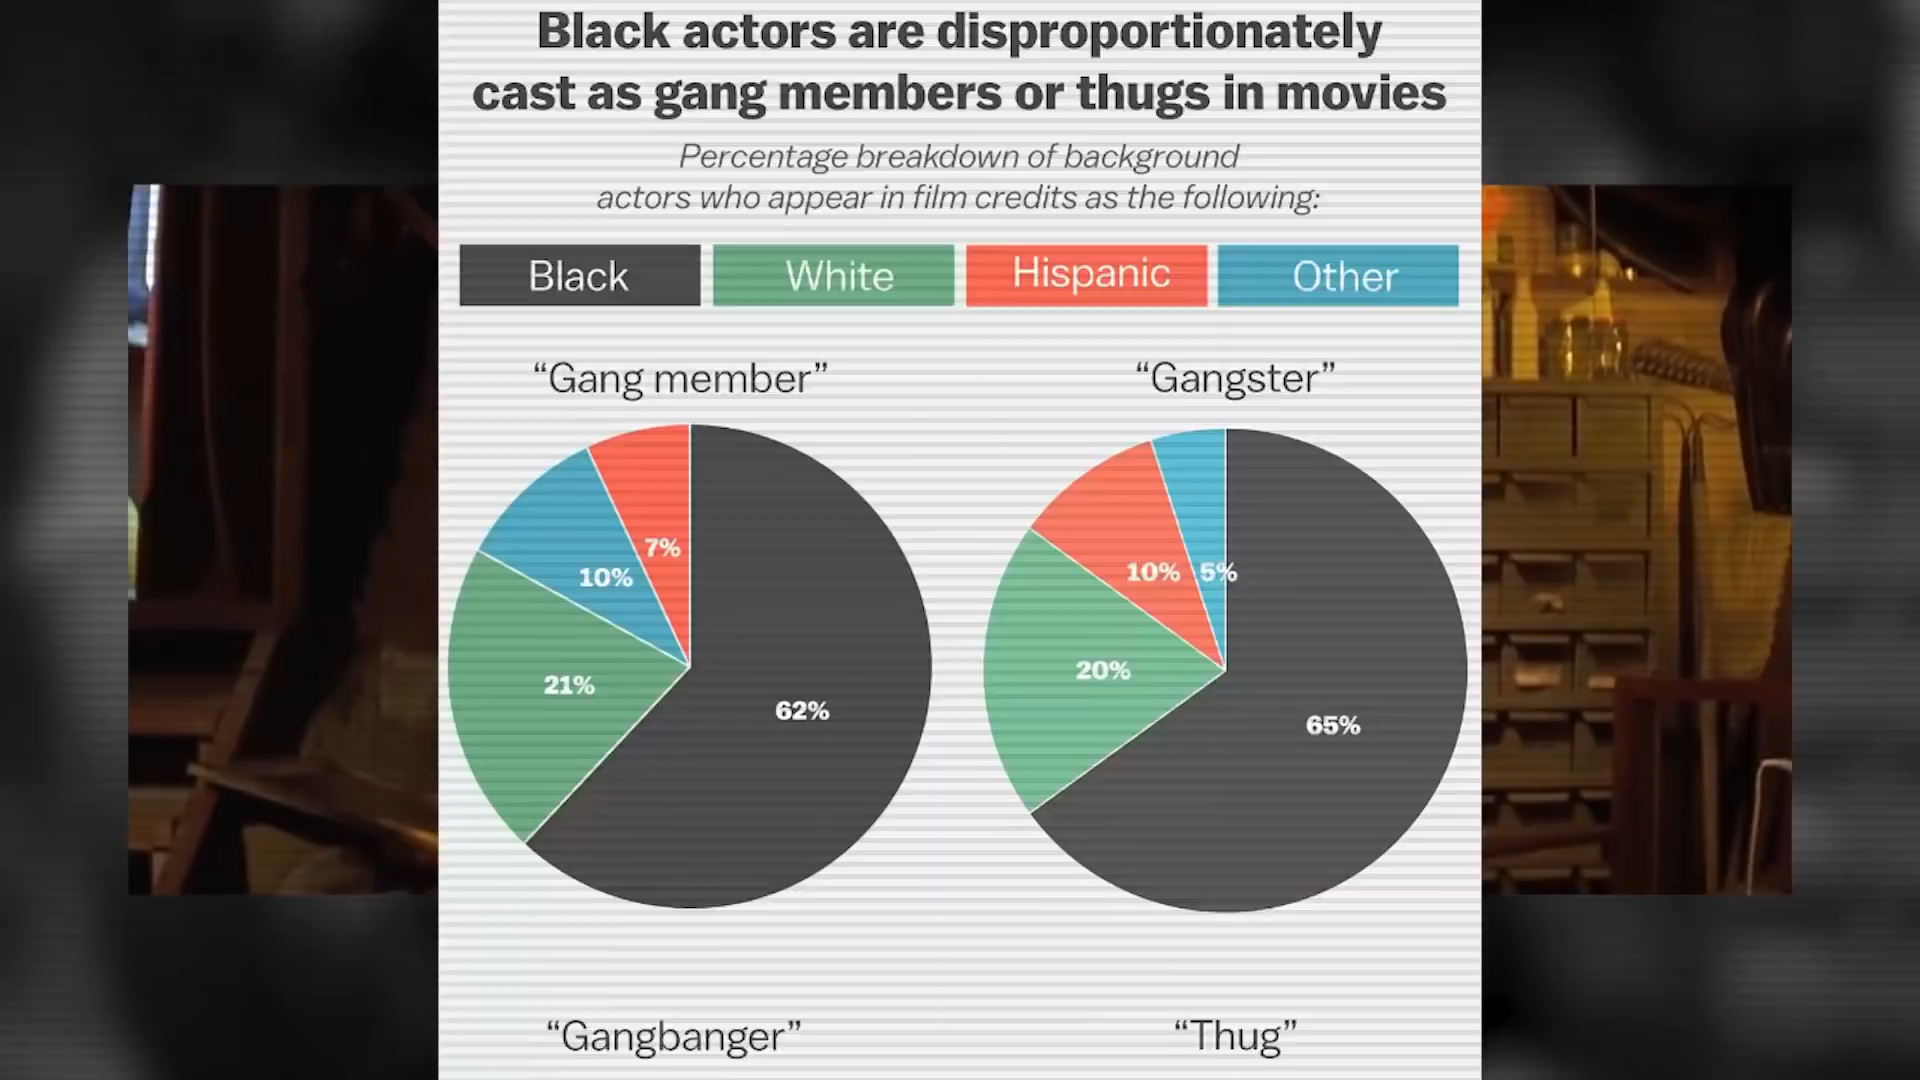 Black actors are disproportionately
cast as gang members or thugs in movies
Percentage breakdown of background
actors who appear in film credits as the following:
Black White Hispanic Other
“Gang member” “Gangster”
7%
10%
21%
62%
10% 5%
20%
65%
“Gangbanger” “Thug”